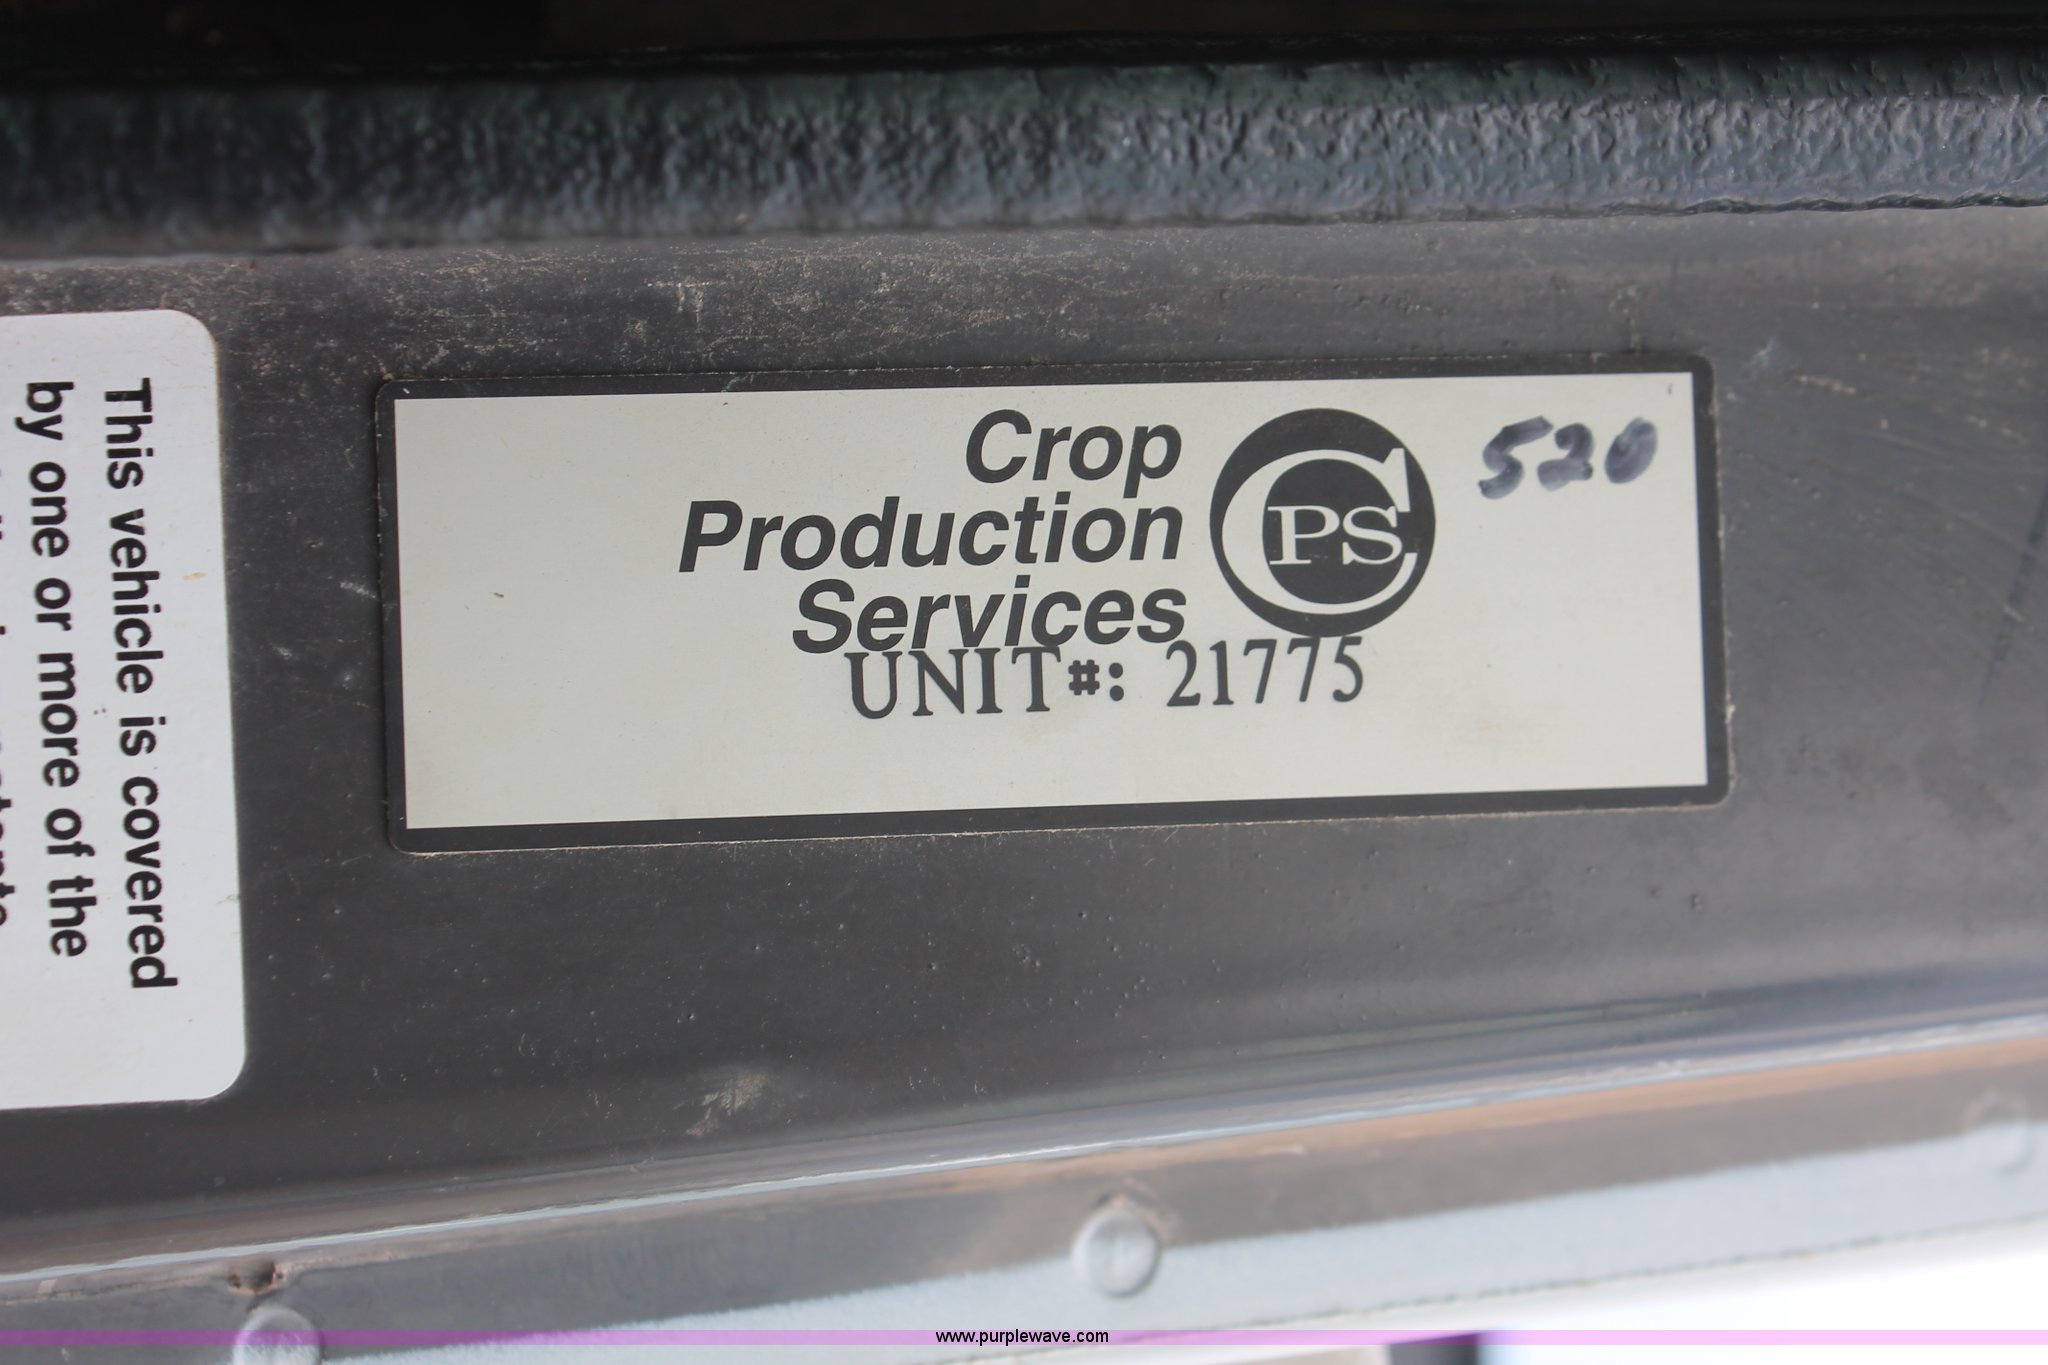 This vehicle is covered
by one or more of the
Crop
Production
Services
CPS
520
UNIT#: 21775
www.purplewave.com